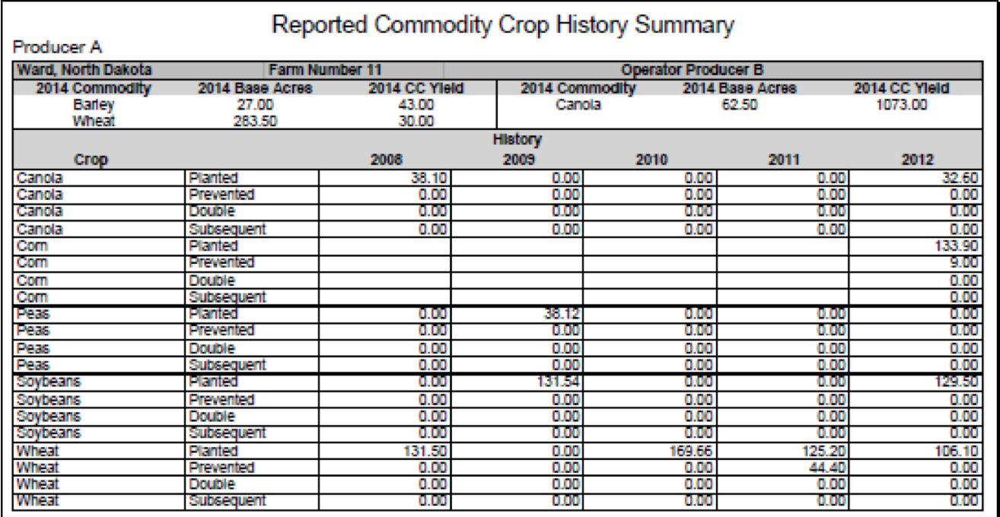 Reported Commodity Crop History Summary
Producer A
Ward, North Dakota Farm Number 11 Operator Producer B
2014 Commodity 2014 Base Acres 2014 CC Yield 2014 Commodity 2014 Base Acres 2014 CC Yield
Barley 27.00 43.00 Canola 62.50 1073.00
Wheat 283.50 30.00
History
Crop 2008 2009 2010 2011 2012
Canola Planted 38.10 0.00 0.00 0.00 32.60
Canola Prevented 0.00 0.00 0.00 0.00 0.00
Canola Double 0.00 0.00 0.00 0.00 0.00
Canola Subsequent 0.00 0.00 0.00 0.00 0.00
Corn Planted 133.90
Corn Prevented 9.00
Corn Double 0.00
Corn Subsequent 0.00
Peas Planted 0.00 38.12 0.00 0.00 0.00
Peas Prevented 0.00 0.00 0.00 0.00 0.00
Peas Double 0.00 0.00 0.00 0.00 0.00
Peas Subsequent 0.00 0.00 0.00 0.00 0.00
Soybeans Planted 0.00 131.54 0.00 0.00 129.50
Soybeans Prevented 0.00 0.00 0.00 0.00 0.00
Soybeans Double 0.00 0.00 0.00 0.00 0.00
Soybeans Subsequent 0.00 0.00 0.00 0.00 0.00
Wheat Planted 131.50 0.00 169.66 125.20 106.10
Wheat Prevented 0.00 0.00 0.00 44.40 0.00
Wheat Double 0.00 0.00 0.00 0.00 0.00
Wheat Subsequent 0.00 0.00 0.00 0.00 0.00